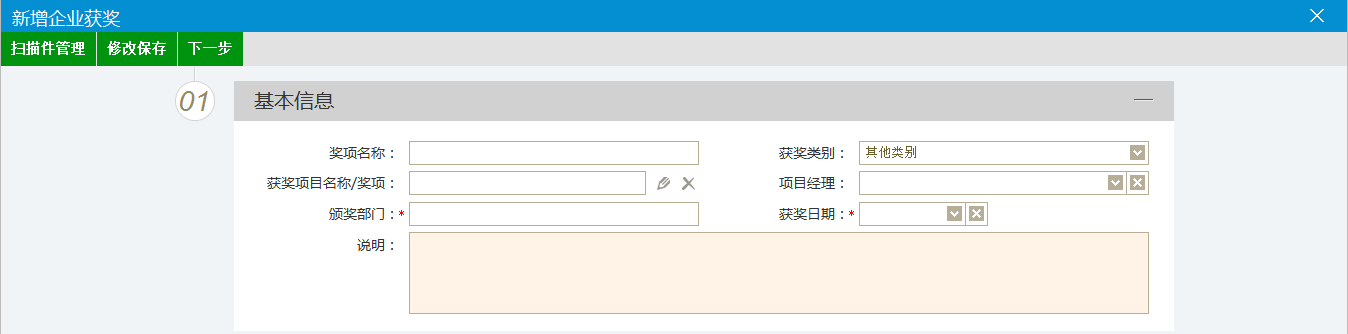 新增企业获奖
扫描件管理 修改保存 下一步
01 基本信息
奖项名称： 获奖类别： 其他类别
获奖项目名称/奖项： 项目经理：
颁奖部门：* 获奖日期：*
说明：